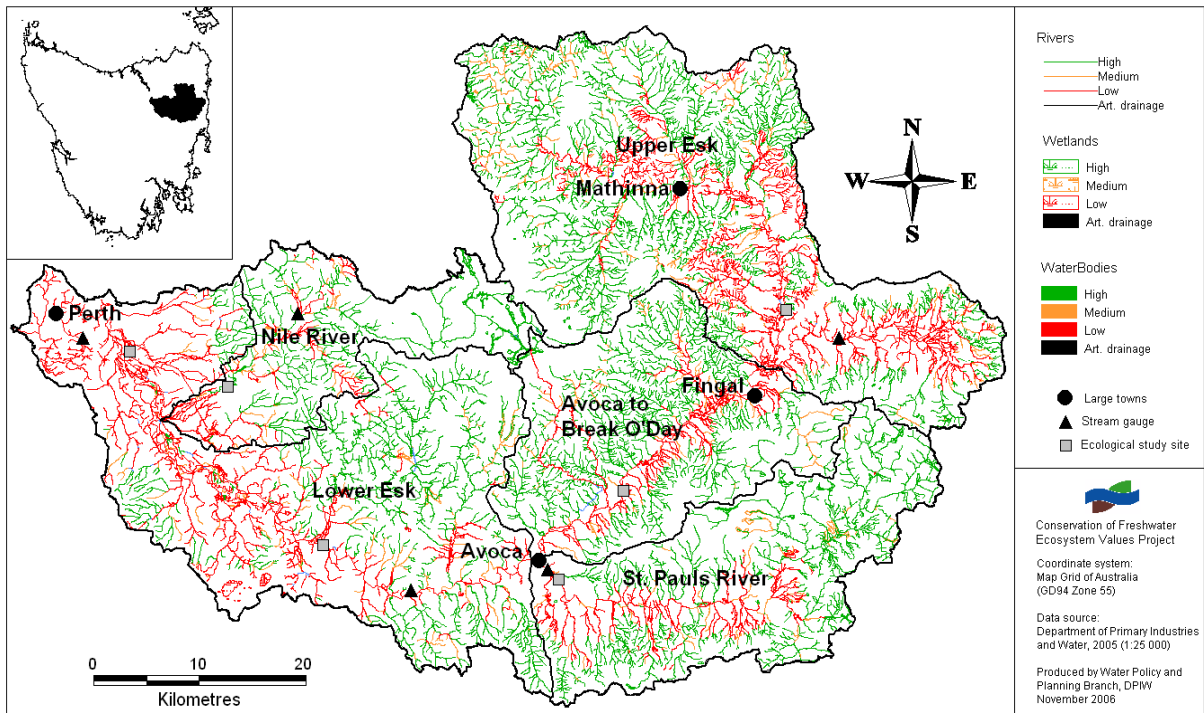 Upper Esk
Mathinna
N
W
E
S
Perth
Nile River
Fingal
Avoca to
Break O'Day
Lower Esk
Avoca
St. Pauls River
0 10 20
Kilometres
Rivers
High
Medium
Low
Art. drainage
Wetlands
High
Medium
Low
Art. drainage
WaterBodies
High
Medium
Low
Art. drainage
Large towns
Stream gauge
Ecological study site
Conservation of Freshwater
Ecosystem Values Project
Coordinate system:
Map Grid of Australia
(GD94 Zone 55)
Data source:
Department of Primary Industries
and Water, 2005 (1:25 000)
Produced by Water Policy and
Planning Branch, DPIW
November 2006